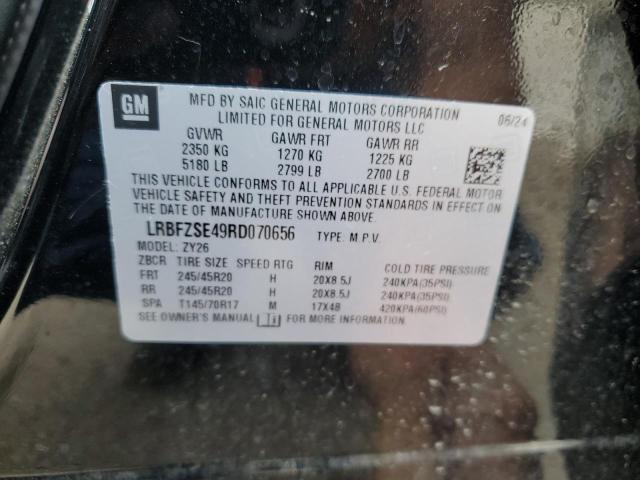 GM
MFD BY SAIC GENERAL MOTORS CORPORATION
LIMITED FOR GENERAL MOTORS LLC
06/24
GVWR GAWR FRT GAWR RR
2350 KG 1270 KG 1225 KG
5180 LB 2799 LB 2700 LB
THIS VEHICLE CONFORMS TO ALL APPLICABLE U.S. FEDERAL MOTOR
VEHICLE SAFETY AND THEFT PREVENTION STANDARDS IN EFFECT ON THE
DATE OF MANUFACTURE SHOWN ABOVE.
LRBFZSE49RD070656 TYPE: M.P.V.
MODEL: ZY26
ZBCR TIRE SIZE SPEED RTG RIM COLD TIRE PRESSURE
FRT 245/45R20 H 20X8.5J 240KPA(35PSI)
RR 245/45R20 H 20X8.5J 240KPA(35PSI)
SPA T145/70R17 M 17X4B 420KPA(60PSI)
SEE OWNER'S MANUAL i FOR MORE INFORMATION.